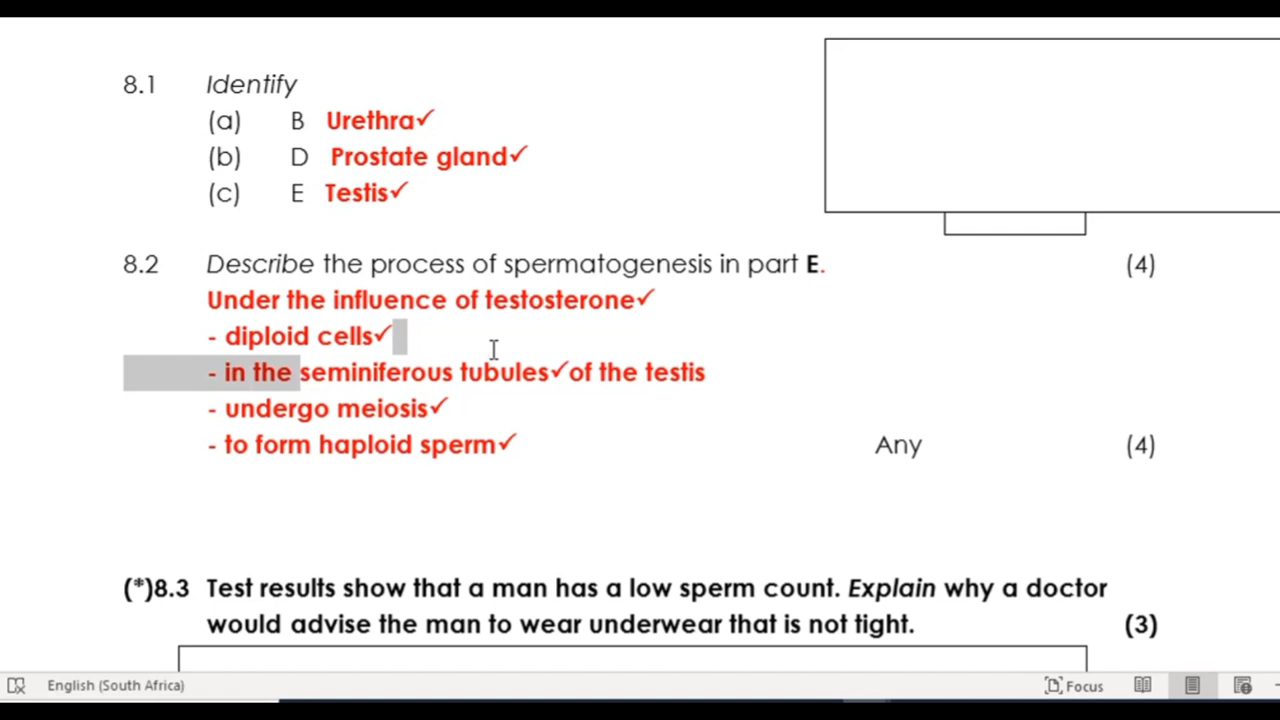 8.1 Identify
(a) B Urethra✓
(b) D Prostate gland✓
(c) E Testis✓
8.2 Describe the process of spermatogenesis in part E. (4)
Under the influence of testosterone✓
- diploid cells✓
- in the seminiferous tubules✓of the testis
- undergo meiosis✓
- to form haploid sperm✓ Any (4)
(*)8.3 Test results show that a man has a low sperm count. Explain why a doctor
would advise the man to wear underwear that is not tight. (3)
English (South Africa) Focus